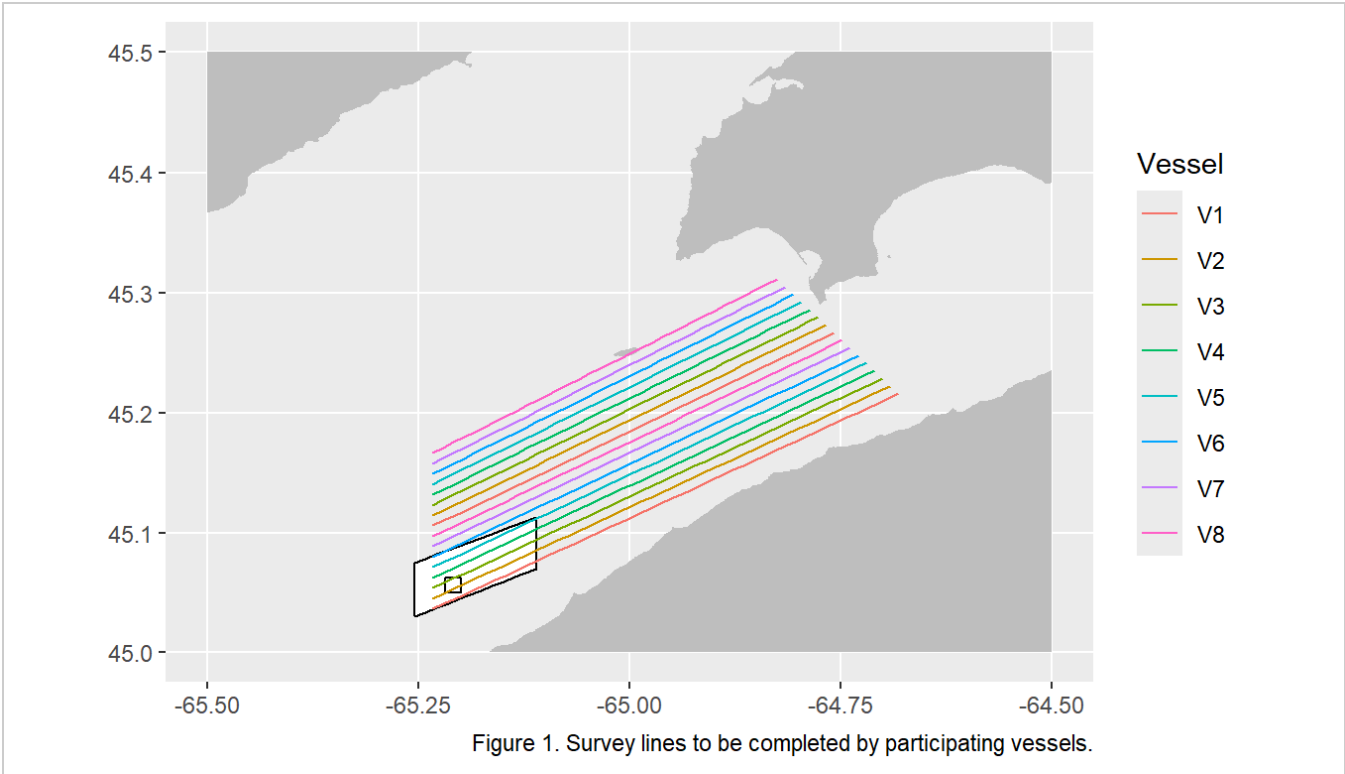 45.5
45.4
45.3
45.2
45.1
45.0
-65.50 -65.25 -65.00 -64.75 -64.50
Vessel
V1
V2
V3
V4
V5
V6
V7
V8
Figure 1. Survey lines to be completed by participating vessels.